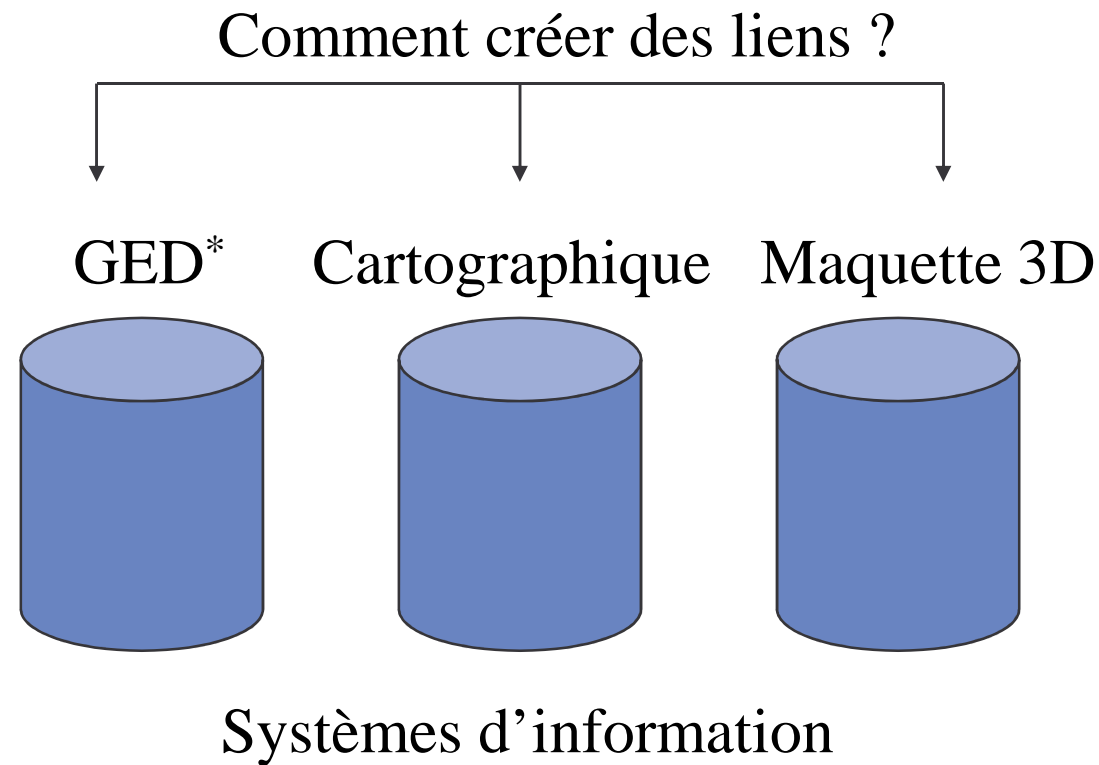 Comment créer des liens ?
GED* Cartographique Maquette 3D
Systèmes d’information